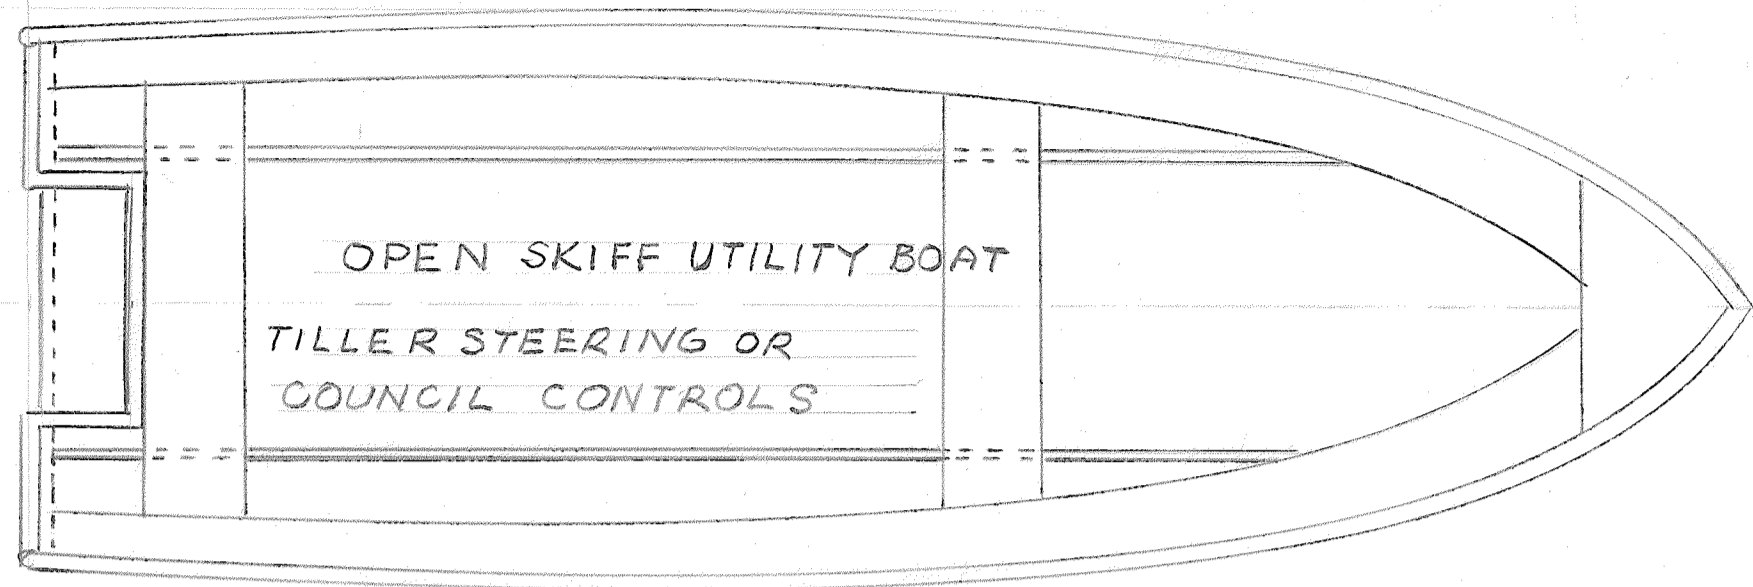 OPEN SKIFF UTILITY BOAT
TILLER STEERING OR
COUNCIL CONTROLS